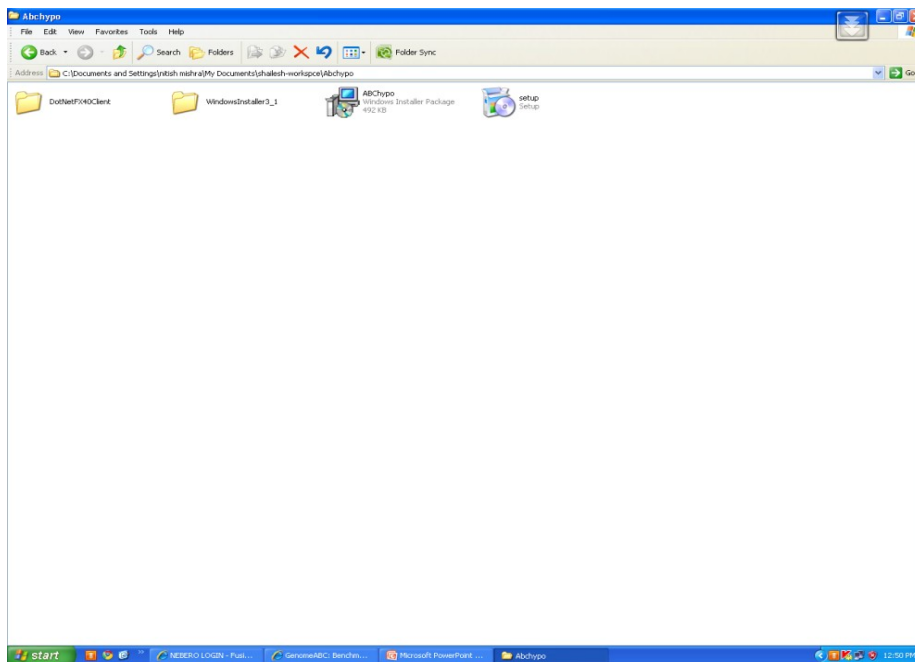 Abchypo
File Edit View Favorites Tools Help
Back Search Folders Folder Sync
Address C:\Documents and Settings\nitish mishra\My Documents\shailesh-workspce\Abchypo Go
DotNetFX40Client WindowsInstaller3_1 ABChypo setup
Windows Installer Package Setup
492 KB
start NEBERO LOGIN - Fusi... GenomeABC: Benchm... Microsoft PowerPoint ... Abchypo 12:50 PM